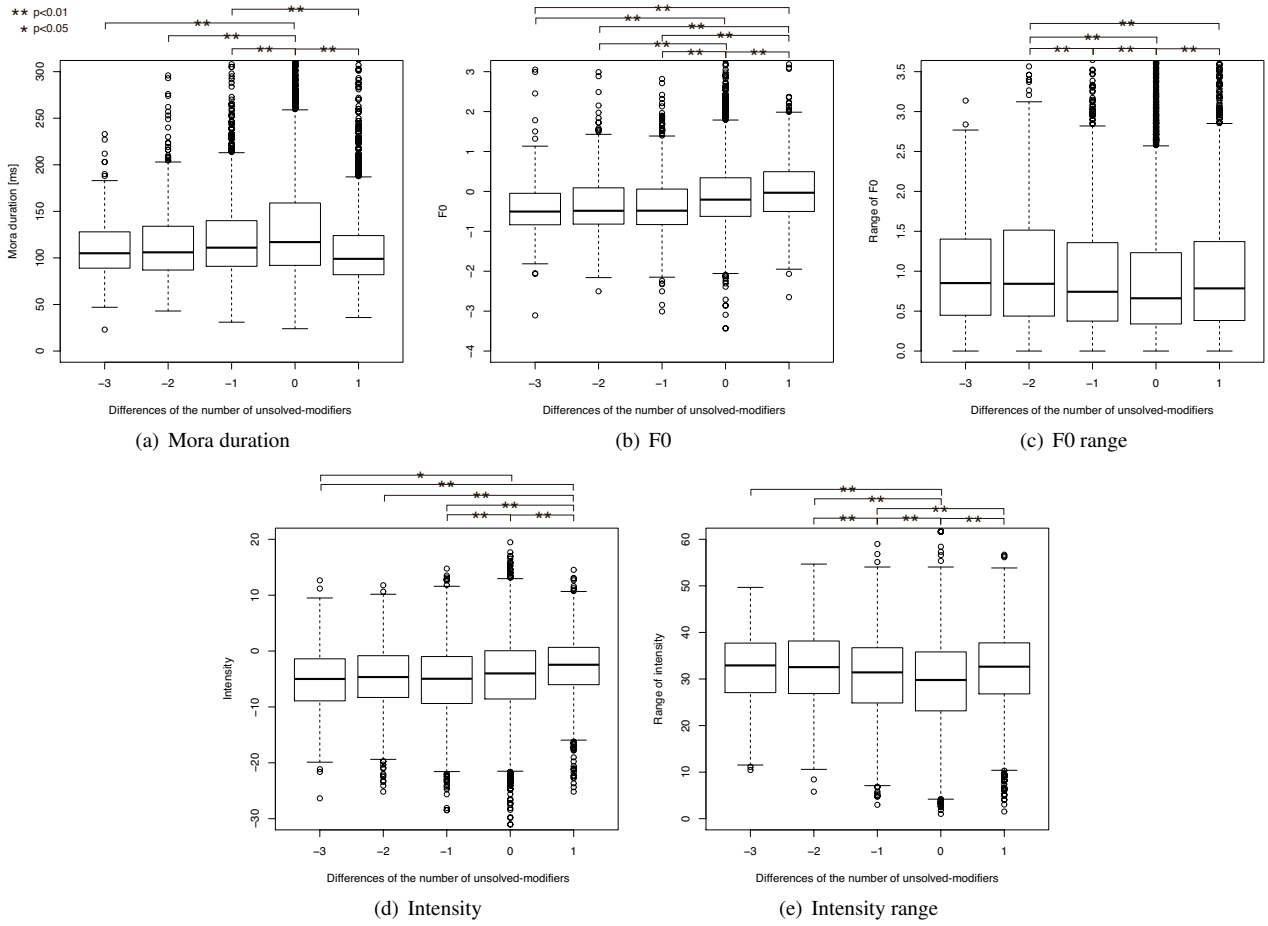 ** p<0.01
* p<0.05
**
**
**
**
**
Mora duration [ms]
300
250
200
150
100
50
0
−3 −2 −1 0 1
Differences of the number of unsolved-modifiers
(a) Mora duration
**
**
**
**
**
**
**
F0
3
2
1
0
−1
−2
−3
−4
−3 −2 −1 0 1
Differences of the number of unsolved-modifiers
(b) F0
**
**
**
**
**
Range of F0
3.5
3.0
2.5
2.0
1.5
1.0
0.5
0.0
−3 −2 −1 0 1
Differences of the number of unsolved-modifiers
(c) F0 range
*
**
**
**
**
**
Intensity
20
10
0
−10
−20
−30
−3 −2 −1 0 1
Differences of the number of unsolved-modifiers
(d) Intensity
**
**
**
**
**
**
Range of intensity
60
50
40
30
20
10
0
−3 −2 −1 0 1
Differences of the number of unsolved-modifiers
(e) Intensity range